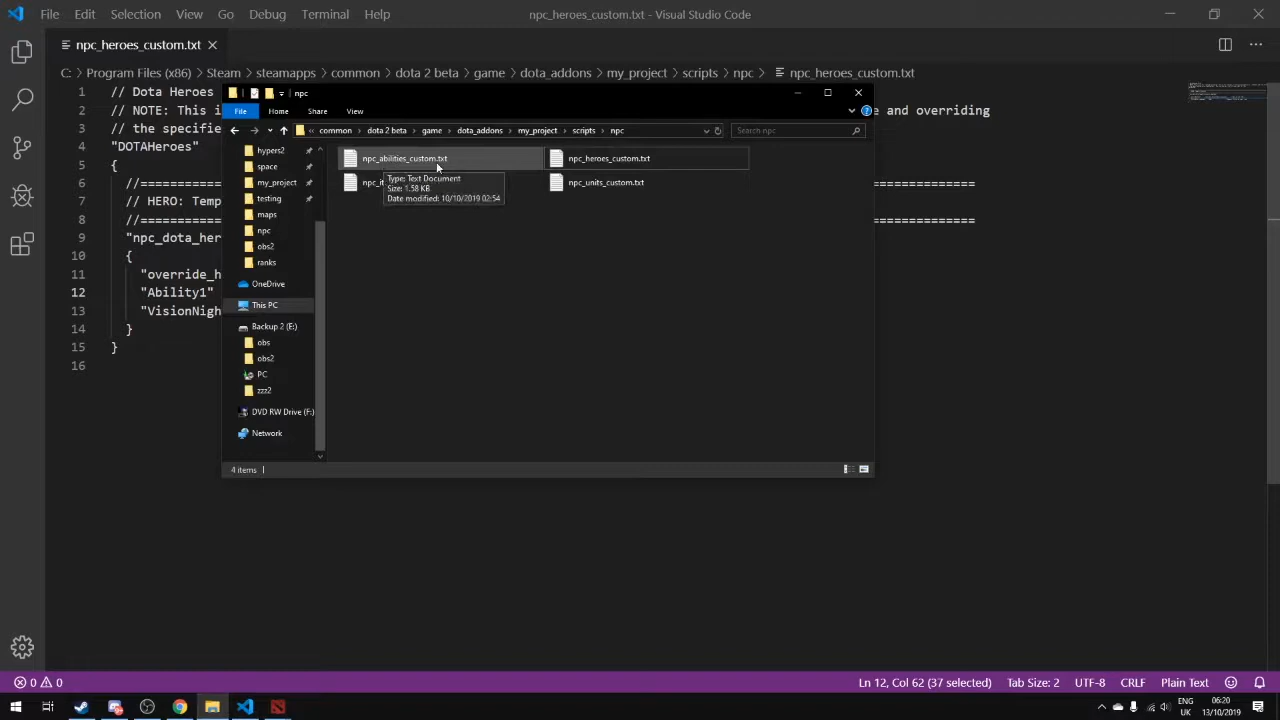 File Edit Selection View Go Debug Terminal Help
npc_heroes_custom.txt - Visual Studio Code
npc_heroes_custom.txt
C: > Program Files (x86) > Steam > steamapps > common > dota 2 beta > game > dota_addons > my_project > scripts > npc > npc_heroes_custom.txt
1 // Dota Heroes
2 // NOTE: This i
e and overriding
3 // the specifie
4 "DOTAHeroes"
5 {
6 //=
7 // HERO: Temp
8 //=
9 "npc_dota_her
10 {
11 "override_h
12 "Ability1"
13 "VisionNigh
14 }
15 }
16
npc
File Home Share View
« common > dota 2 beta > game > dota_addons > my_project > scripts > npc
Search npc
hypers2
space
my_project
testing
maps
npc
obs2
ranks
OneDrive
This PC
Backup 2 (E:)
obs
obs2
PC
zzz2
DVD RW Drive (F:)
Network
npc_abilities_custom.txt
npc_heroes_custom.txt
npc_i
npc_units_custom.txt
Type: Text Document
Size: 1.58 KB
Date modified: 10/10/2019 02:54
4 items
0 0
Ln 12, Col 62 (37 selected) Tab Size: 2 UTF-8 CRLF Plain Text
ENG
UK
06:20
13/10/2019